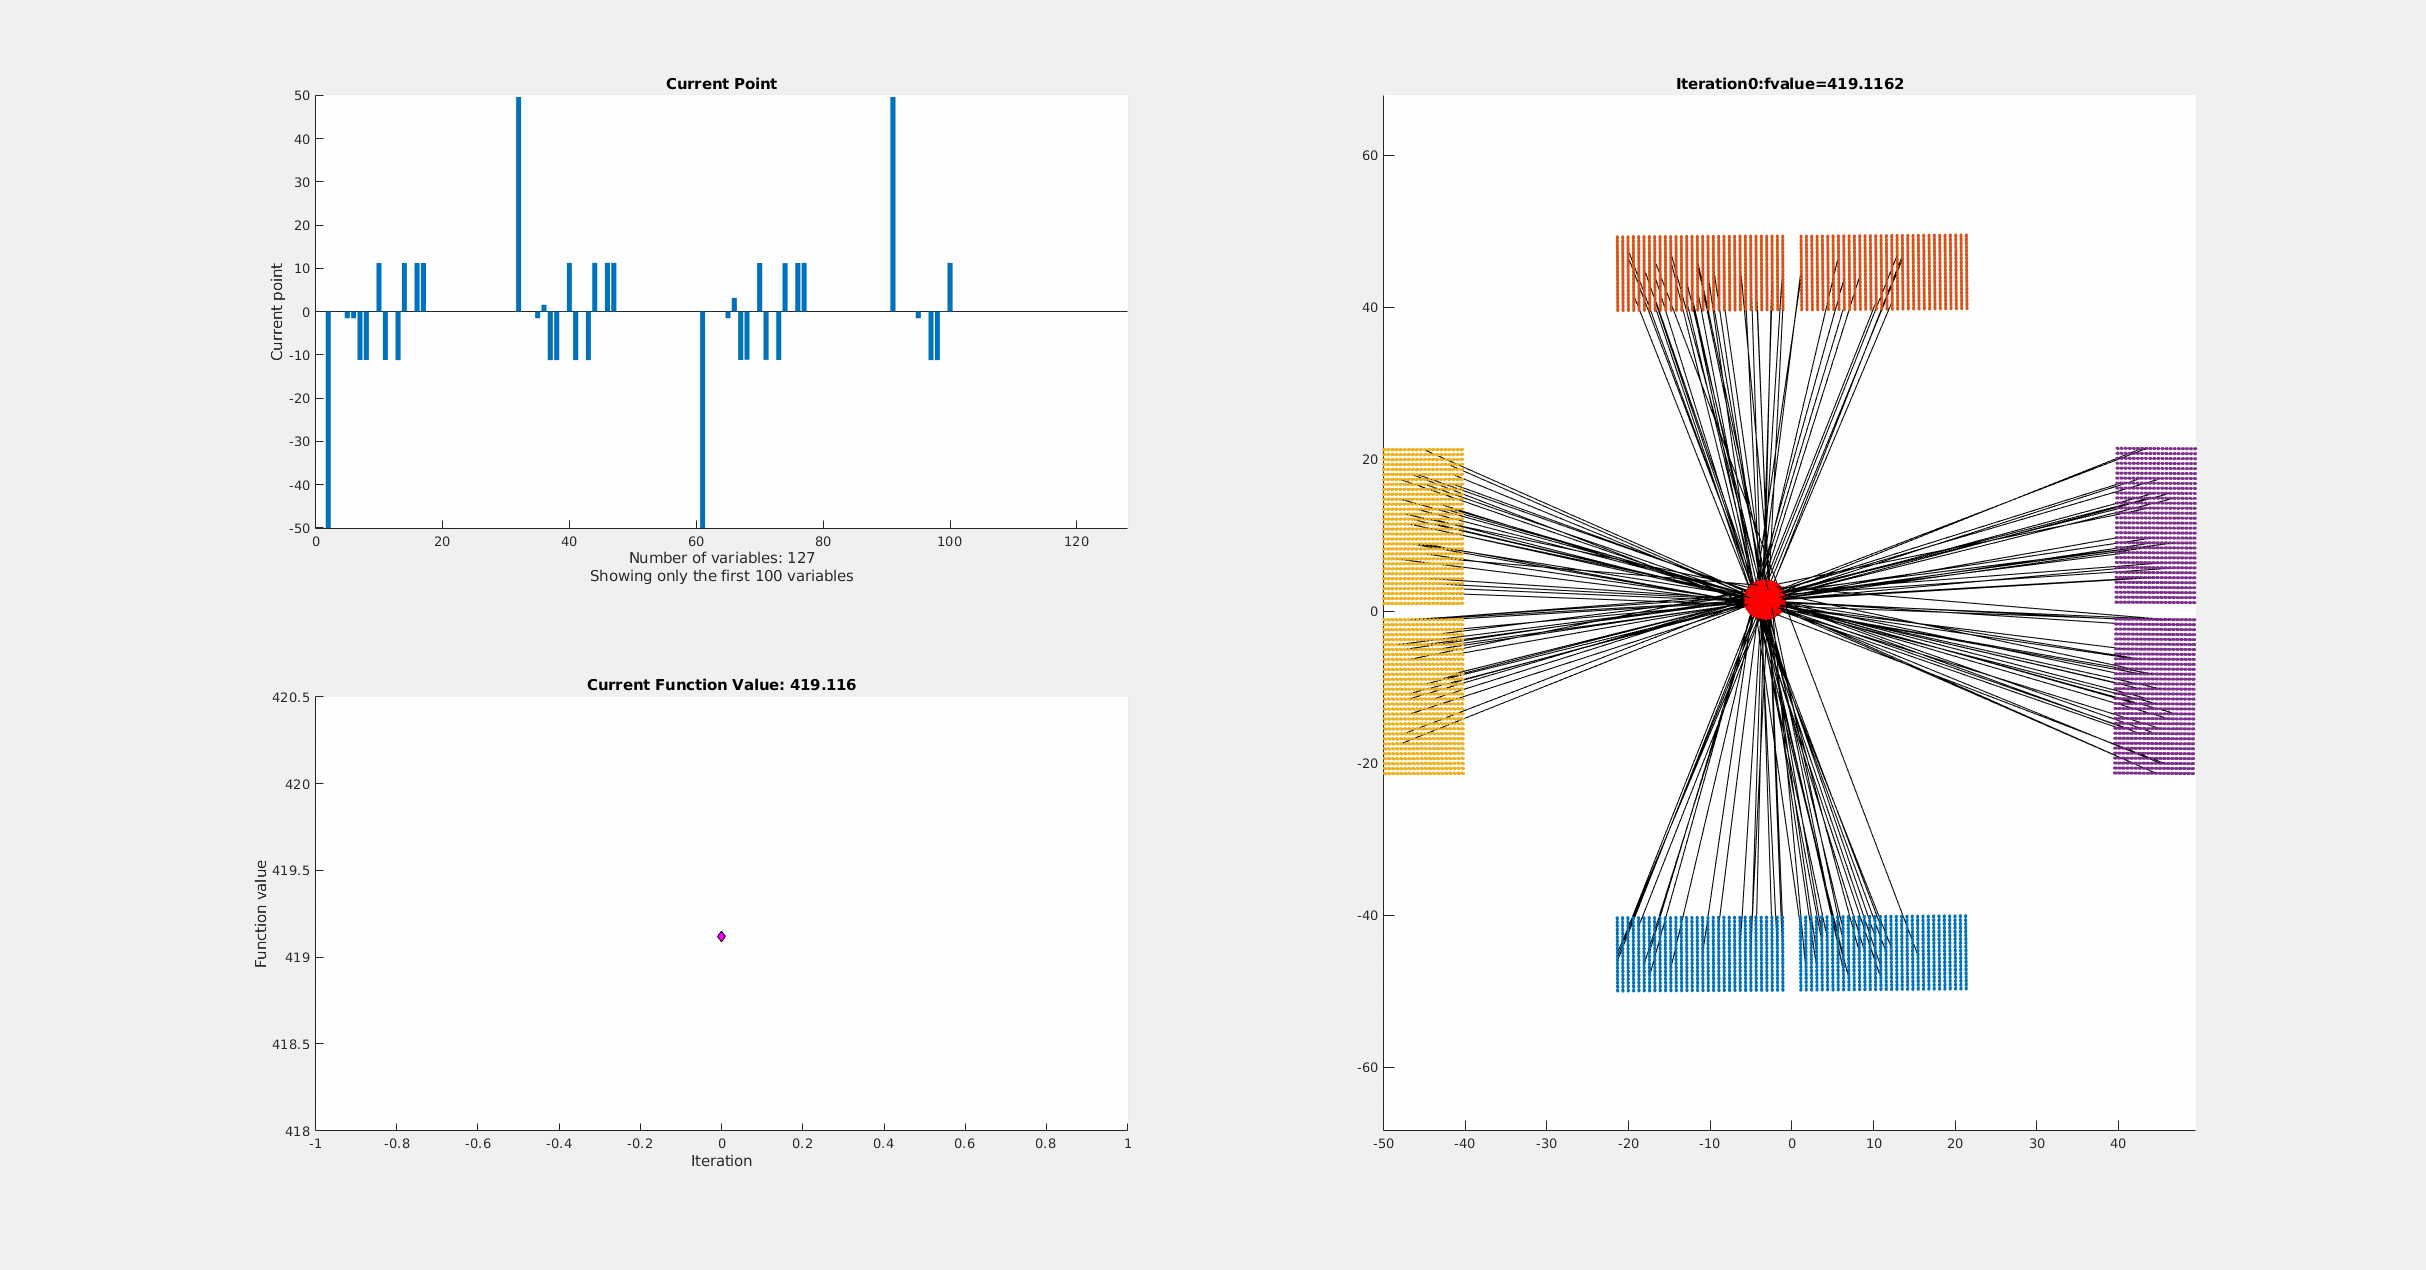 Current Point
50
40
30
20
10
0
-10
-20
-30
-40
-50
Current point
0 20 40 60 80 100 120
Number of variables: 127
Showing only the first 100 variables
Current Function Value: 419.116
420.5
420
419.5
419
418.5
418
Function value
-1 -0.8 -0.6 -0.4 -0.2 0 0.2 0.4 0.6 0.8 1
Iteration
Iteration0:fvalue=419.1162
60
40
20
0
-20
-40
-60
-50 -40 -30 -20 -10 0 10 20 30 40